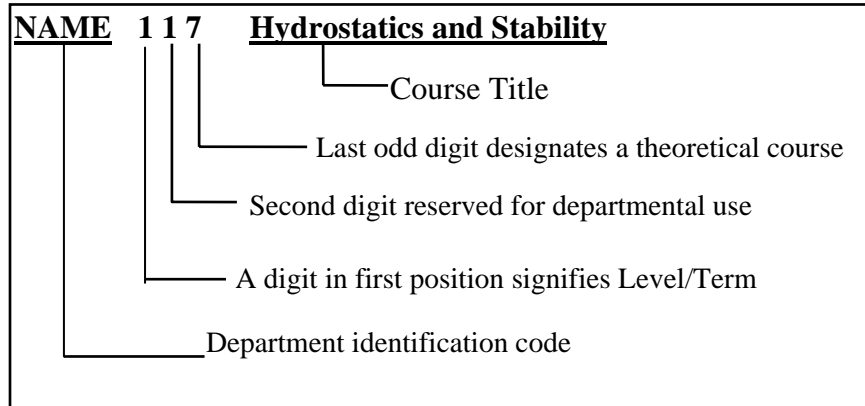 NAME 1 1 7 Hydrostatics and Stability
Course Title
Last odd digit designates a theoretical course
Second digit reserved for departmental use
A digit in first position signifies Level/Term
Department identification code